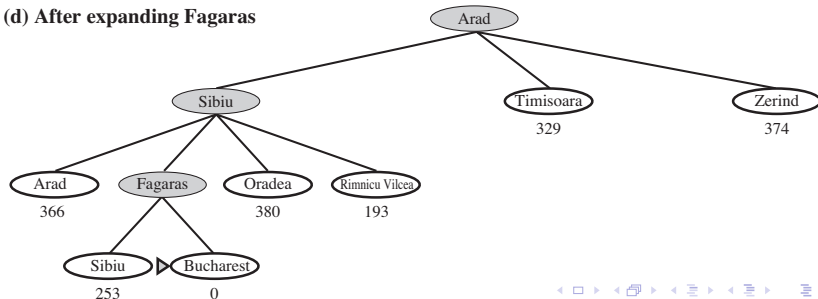 (d) After expanding Fagaras
Arad
Sibiu
Timisoara
Zerind
329
374
Arad
Fagaras
Oradea
Rimnicu Vilcea
366
380
193
Sibiu
Bucharest
253
0